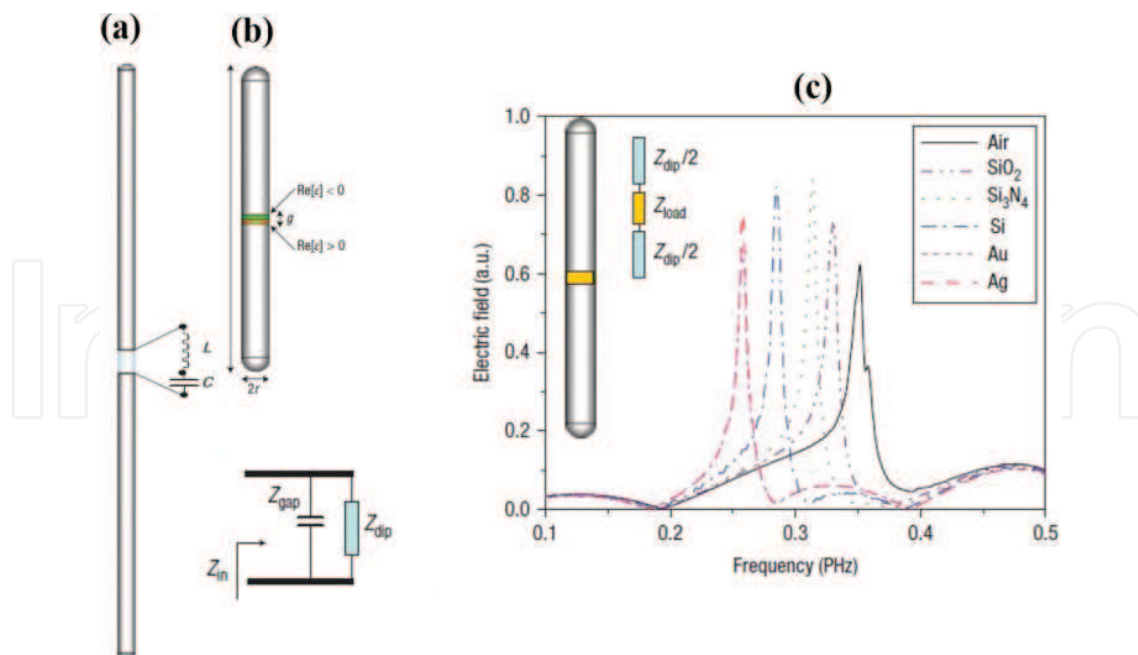 (a)
(b)
Re[ε] < 0
g
Re[ε] > 0
L
C
2r
Z_gap
Z_dip
Z_in
(c)
Z_dip/2
Z_load
Z_dip/2
Air
SiO₂
Si₃N₄
Si
Au
Ag
Electric field (a.u.)
1.0
0.8
0.6
0.4
0.2
0.0
0.1
0.2
0.3
0.4
0.5
Frequency (PHz)